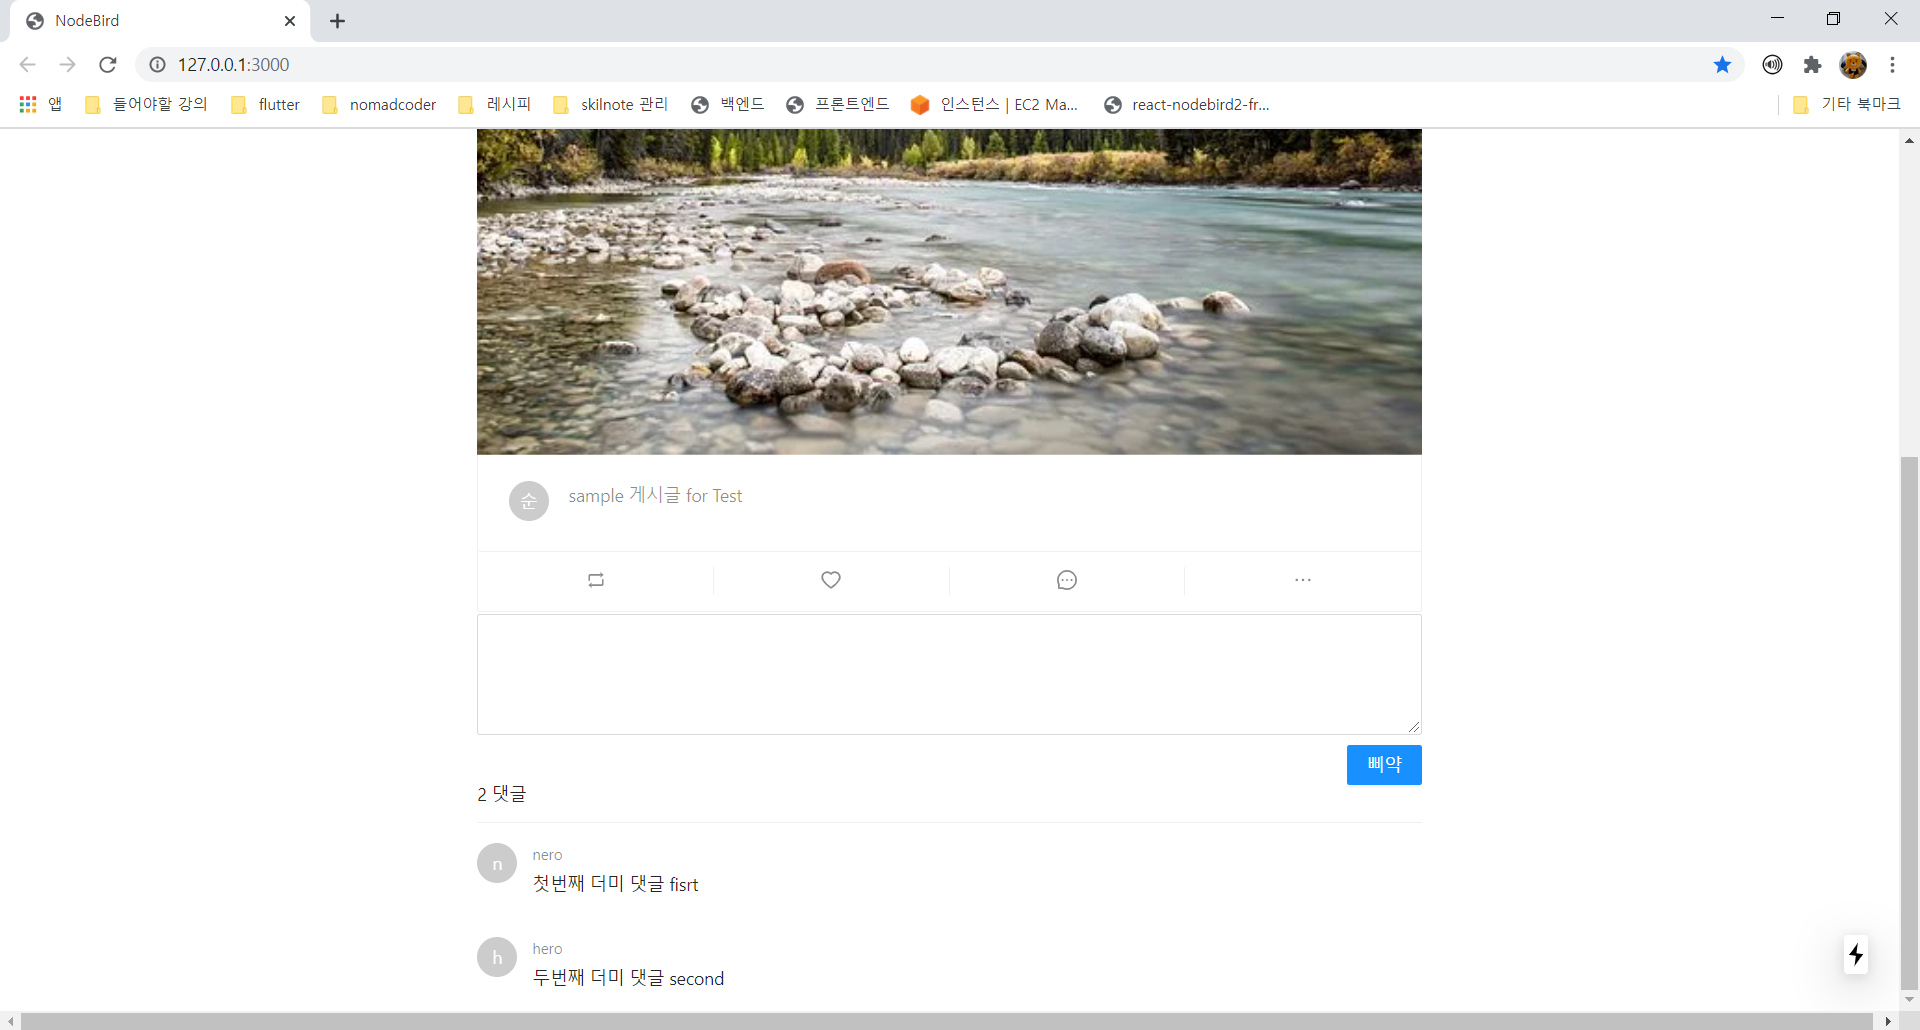 NodeBird
127.0.0.1:3000
앱 들어야할 강의 flutter nomadcoder 레시피 skilnote 관리 백엔드 프론트엔드 인스턴스 | EC2 Ma... react-nodebird2-fr... 기타 북마크
순 sample 게시글 for Test
삐약
2 댓글
nero
n 첫번째 더미 댓글 fisrt
hero
h 두번째 더미 댓글 second